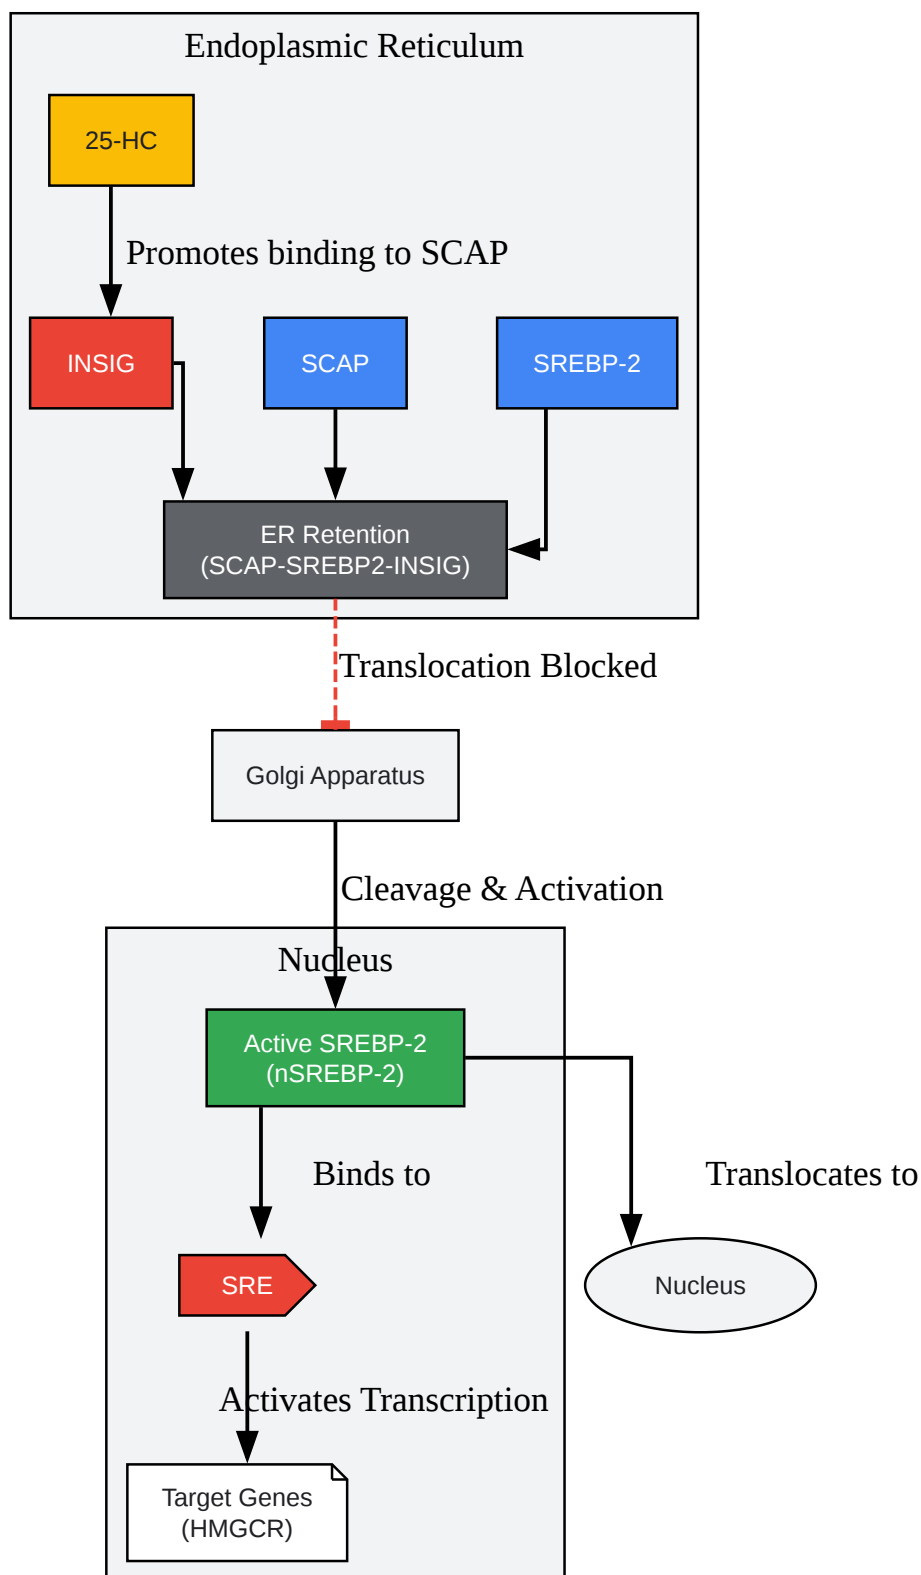 Endoplasmic Reticulum
25-HC
Promotes binding to SCAP
INSIG
SCAP
SREBP-2
ER Retention
(SCAP-SREBP2-INSIG)
Translocation Blocked
Golgi Apparatus
Cleavage & Activation
Nucleus
Active SREBP-2
(nSREBP-2)
Binds to
Translocates to
SRE
Nucleus
Activates Transcription
Target Genes
(HMGCR)